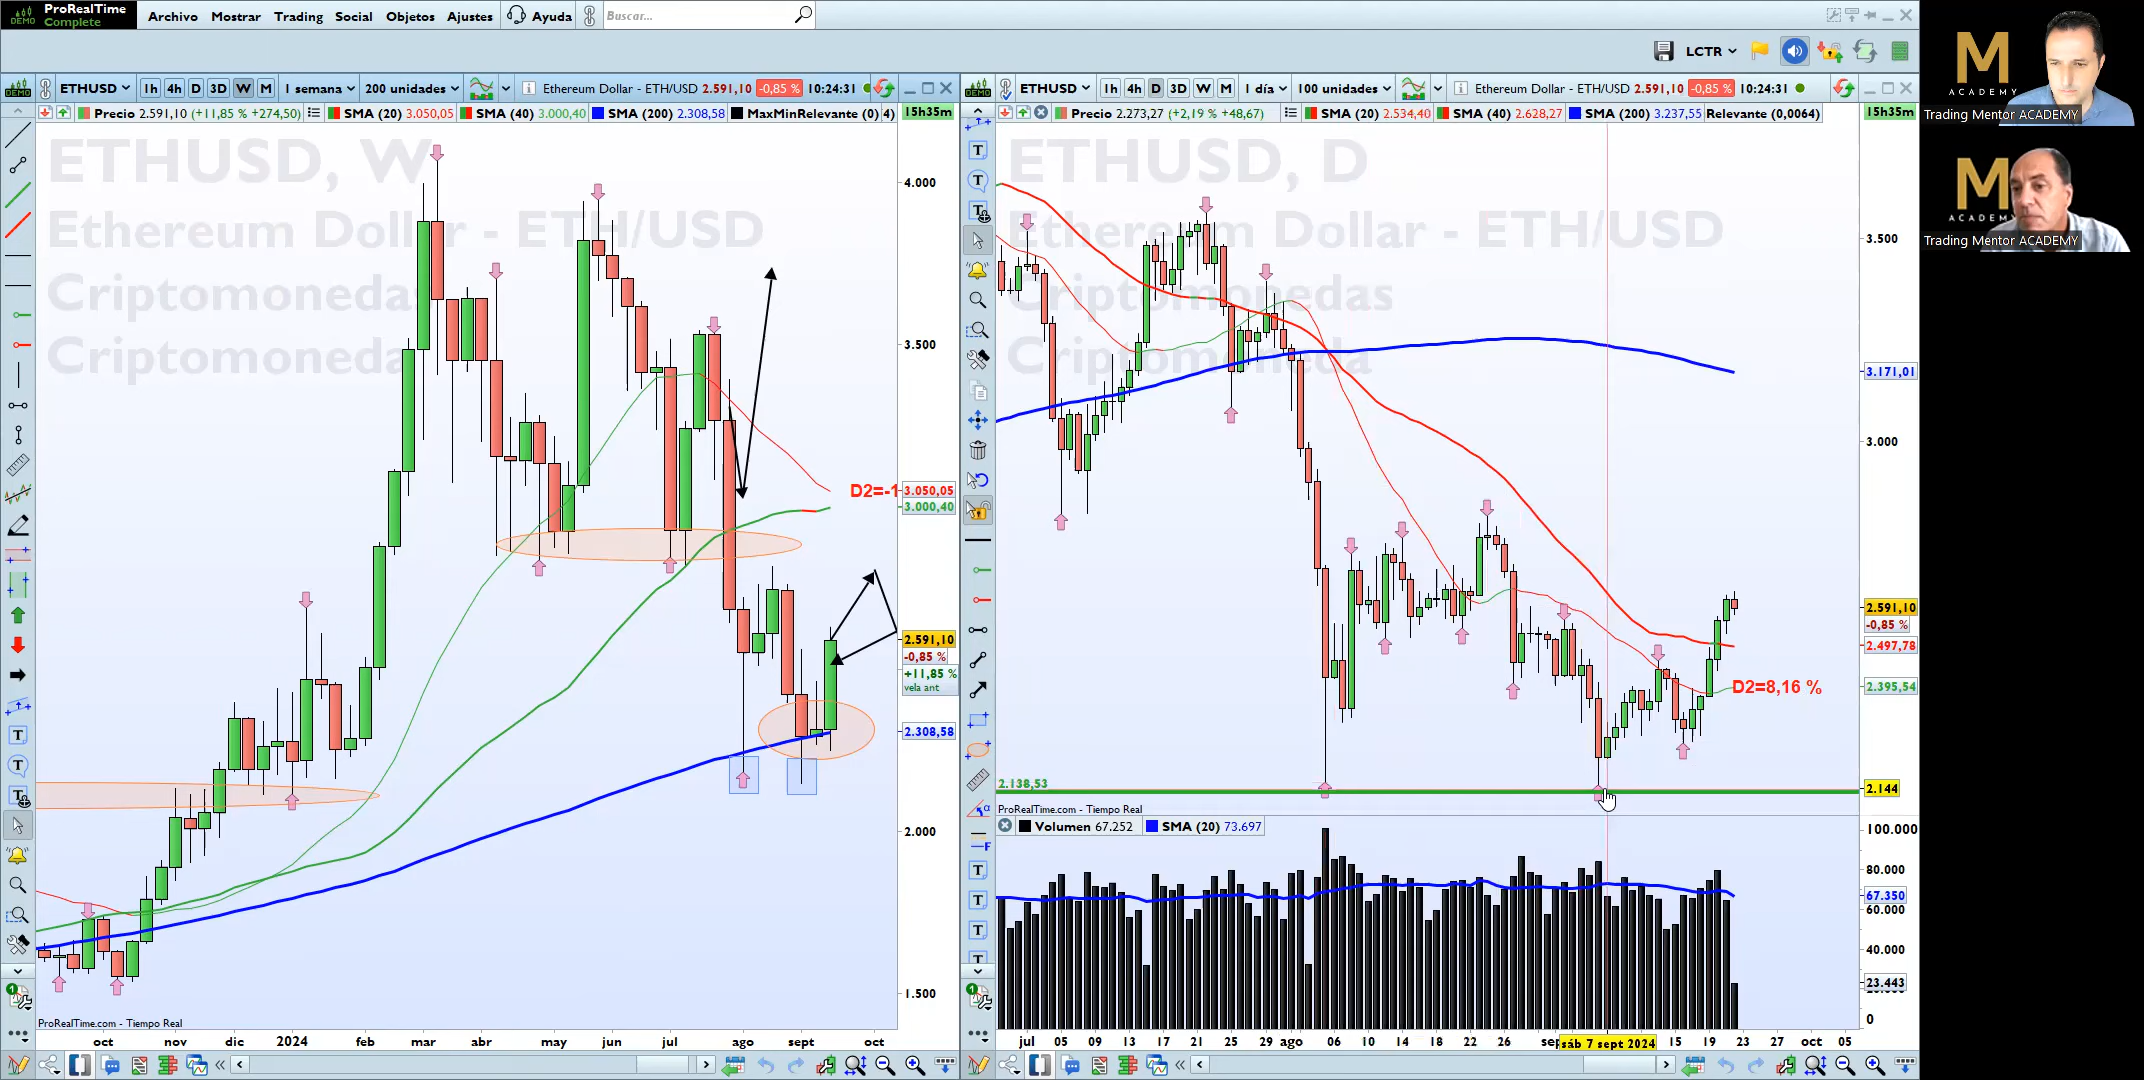 ProRealTime
Complete
DEMO
Archivo Mostrar Trading Social Objetos Ajustes Ayuda Buscar...
LCTR
DEMO ETHUSD 1h 4h D 3D W M 1 semana 200 unidades Ethereum Dollar - ETH/USD 2.591,10 -0,85 % 10:24:31
Precio 2.591,10 (+11,85 % +274,50) SMA (20) 3.050,05 SMA (40) 3.000,40 SMA (200) 2.308,58 MaxMinRelevante (0) 4) 15h35m
ETHUSD, W
Ethereum Dollar - ETH/USD
Criptomonedas
Criptomoneda
4.000
3.500
D2=-1 3.050,05
3.000,40
2.591,10
-0,85 %
+11,85 %
vela ant
2.308,58
2.000
1.500
ProRealTime.com - Tiempo Real
oct nov dic 2024 feb mar abr may jun jul ago sept oct
DEMO ETHUSD 1h 4h D 3D W M 1 día 100 unidades Ethereum Dollar - ETH/USD 2.591,10 -0,85 % 10:24:31
Precio 2.273,27 (+2,19 % +48,67) SMA (20) 2.534,40 SMA (40) 2.628,27 SMA (200) 3.237,55 Relevante (0,0064) 15h35m
ETHUSD, D
Ethereum Dollar - ETH/USD
Criptomonedas
Criptomoneda
3.500
3.171,01
3.000
2.591,10
-0,85 %
2.497,78
D2=8,16 % 2.395,54
2.138,53
2.144
ProRealTime.com - Tiempo Real
Volumen 67.252 SMA (20) 73.697
100.000
80.000
67.350
60.000
40.000
23.443
0
jul 05 09 13 17 21 25 29 ago 06 10 14 18 22 26 sep sáb 7 sept 2024 15 19 23 27 oct 05
M
ACADEMY
Trading Mentor ACADEMY
M
ACADEMY
Trading Mentor ACADEMY